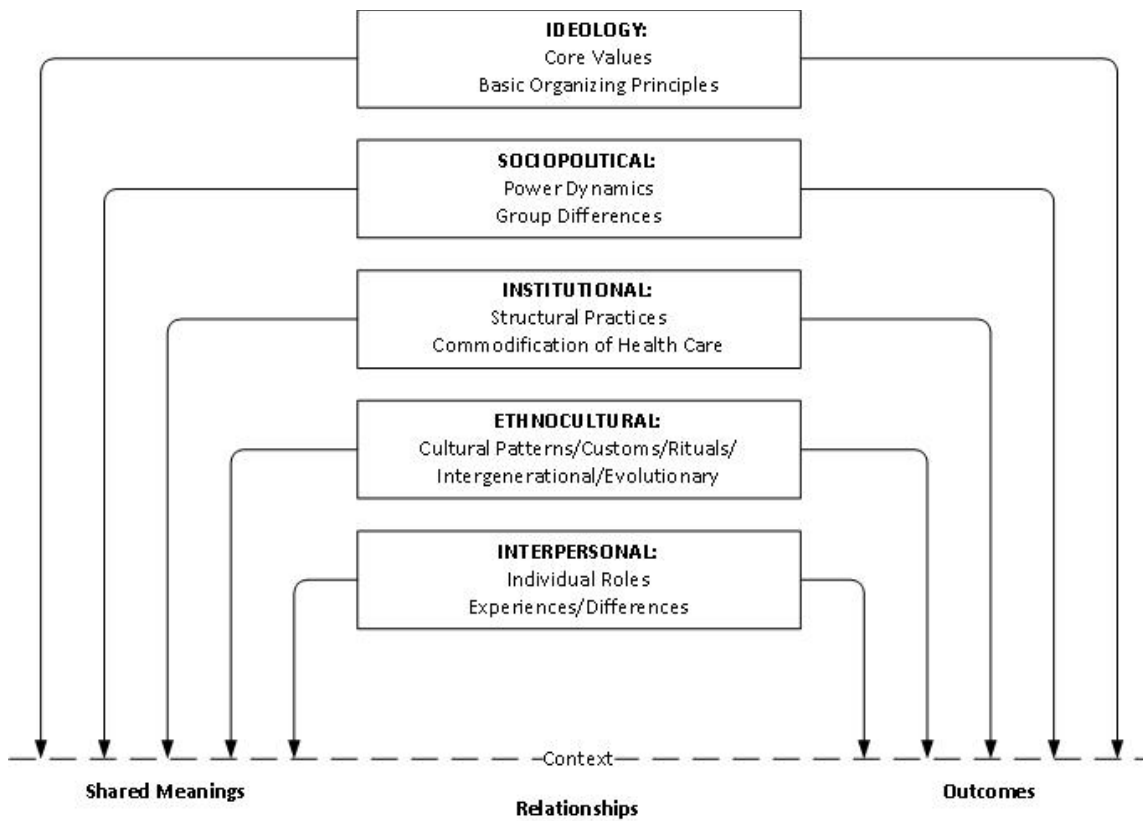 IDEOLOGY:
Core Values
Basic Organizing Principles
SOCIOPOLITICAL:
Power Dynamics
Group Differences
INSTITUTIONAL:
Structural Practices
Commodification of Health Care
ETHNOCULTURAL:
Cultural Patterns/Customs/Rituals/
Intergenerational/Evolutionary
INTERPERSONAL:
Individual Roles
Experiences/Differences
Context
Shared Meanings
Relationships
Outcomes